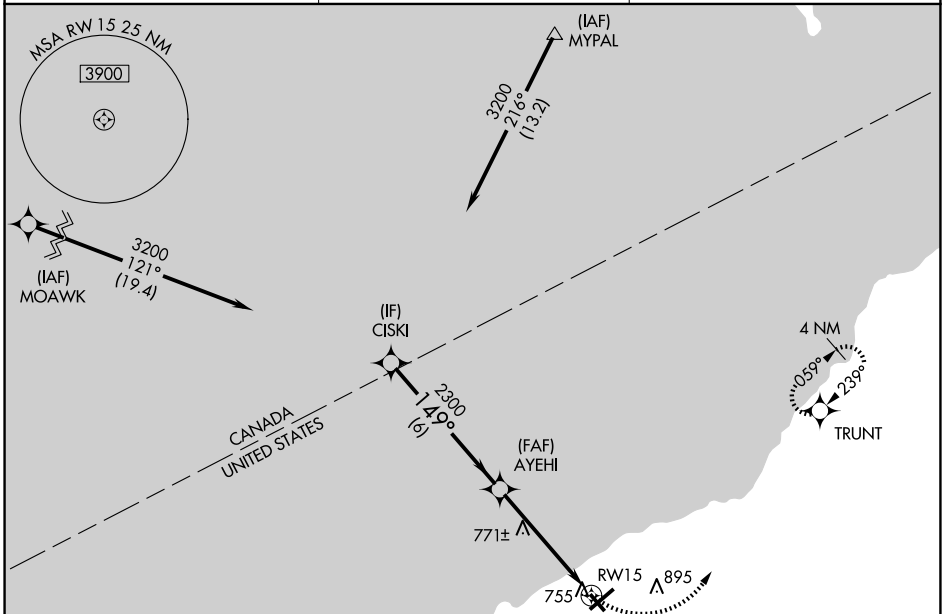 MSA RW 15 25 NM
3900
(IAF)
MYPAL
3200
216°
(13.2)
3200
121°
(19.4)
(IAF)
MOAWK
(IF)
CISKI
4 NM
059°
239°
TRUNT
2300
149°
(6)
CANADA
UNITED STATES
(FAF)
AYEHI
771±
RW15
895
755